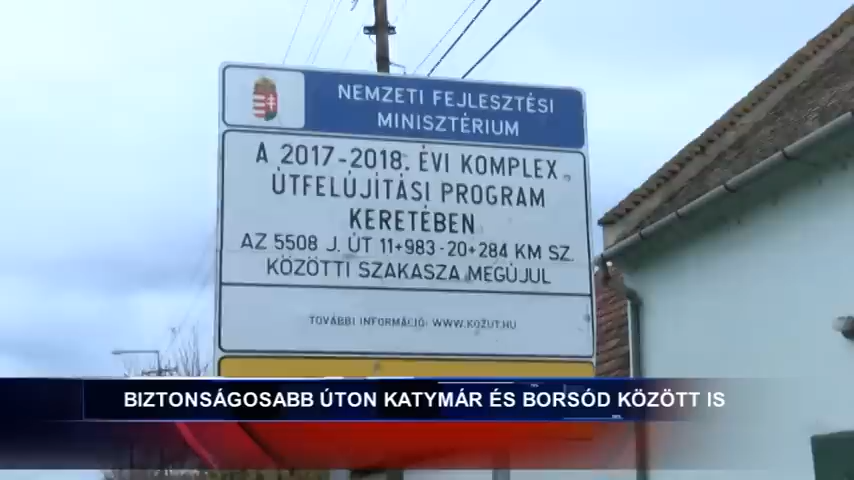 NEMZETI FEJLESZTÉSI
MINISZTÉRIUM
A 2017-2018. ÉVI KOMPLEX
ÚTFELÚJÍTÁSI PROGRAM
KERETÉBEN
AZ 5508 J. ÚT 11+983-20+284 KM SZ.
KÖZÖTTI SZAKASZA MEGÚJUL
TOVÁBBI INFORMÁCIÓ: WWW.KOZUT.HU
BIZTONSÁGOSABB ÚTON KATYMÁR ÉS BORSÓD KÖZÖTT IS